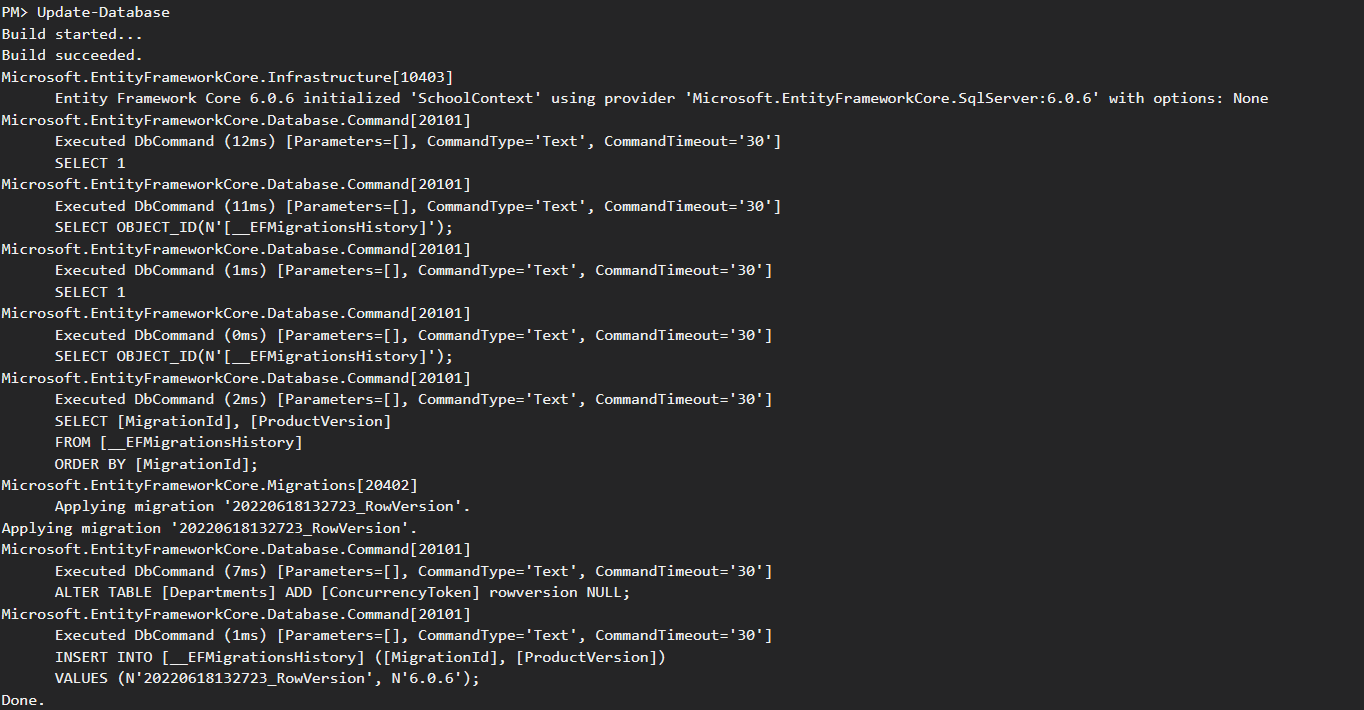 PM> Update-Database
Build started...
Build succeeded.
Microsoft.EntityFrameworkCore.Infrastructure[10403]
      Entity Framework Core 6.0.6 initialized 'SchoolContext' using provider 'Microsoft.EntityFrameworkCore.SqlServer:6.0.6' with options: None
Microsoft.EntityFrameworkCore.Database.Command[20101]
      Executed DbCommand (12ms) [Parameters=[], CommandType='Text', CommandTimeout='30']
      SELECT 1
Microsoft.EntityFrameworkCore.Database.Command[20101]
      Executed DbCommand (11ms) [Parameters=[], CommandType='Text', CommandTimeout='30']
      SELECT OBJECT_ID(N'[__EFMigrationsHistory]');
Microsoft.EntityFrameworkCore.Database.Command[20101]
      Executed DbCommand (1ms) [Parameters=[], CommandType='Text', CommandTimeout='30']
      SELECT 1
Microsoft.EntityFrameworkCore.Database.Command[20101]
      Executed DbCommand (0ms) [Parameters=[], CommandType='Text', CommandTimeout='30']
      SELECT OBJECT_ID(N'[__EFMigrationsHistory]');
Microsoft.EntityFrameworkCore.Database.Command[20101]
      Executed DbCommand (2ms) [Parameters=[], CommandType='Text', CommandTimeout='30']
      SELECT [MigrationId], [ProductVersion]
      FROM [__EFMigrationsHistory]
      ORDER BY [MigrationId];
Microsoft.EntityFrameworkCore.Migrations[20402]
      Applying migration '20220618132723_RowVersion'.
Applying migration '20220618132723_RowVersion'.
Microsoft.EntityFrameworkCore.Database.Command[20101]
      Executed DbCommand (7ms) [Parameters=[], CommandType='Text', CommandTimeout='30']
      ALTER TABLE [Departments] ADD [ConcurrencyToken] rowversion NULL;
Microsoft.EntityFrameworkCore.Database.Command[20101]
      Executed DbCommand (1ms) [Parameters=[], CommandType='Text', CommandTimeout='30']
      INSERT INTO [__EFMigrationsHistory] ([MigrationId], [ProductVersion])
      VALUES (N'20220618132723_RowVersion', N'6.0.6');
Done.